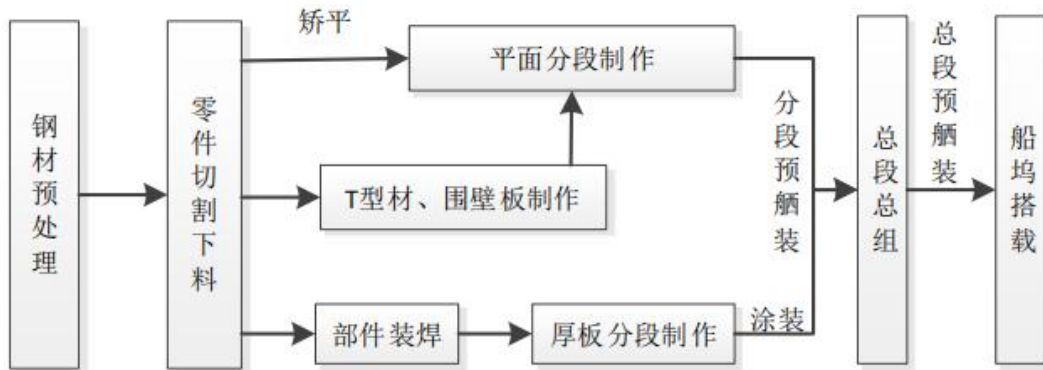 钢材预处理
零件切割下料
矫平
平面分段制作
T型材、围壁板制作
部件装焊
厚板分段制作
涂装
分段预舾装
总段总组
总段预舾装
船坞搭载